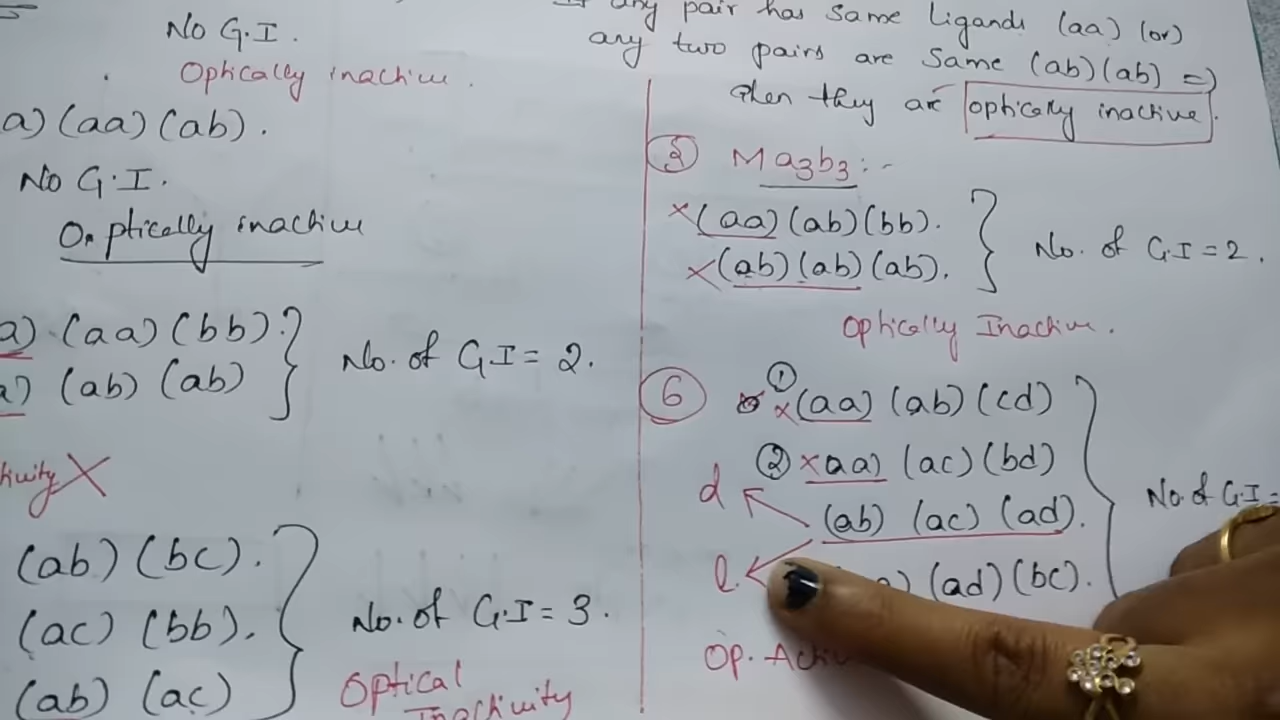 No G.I.
Optically inactive.
a) (aa) (ab).
No G.I.
Optically inactive
a) (aa) (bb).
a) (ab) (ab)
No. of G.I = 2.
tivity X
(ab) (bc).
(ac) (bb).
(ab) (ac)
No. of G.I = 3.
Optical
Inactivity
If any pair has same ligands (aa) (or)
any two pairs are same (ab) (ab) =)
then they are optically inactive.
5 Ma3b3:-
x (aa) (ab) (bb).
x (ab) (ab) (ab).
No. of G.I = 2.
Optically Inactive.
6 1 x (aa) (ab) (cd)
2 x aa) (ac) (bd)
d (ab) (ac) (ad).
l a) (ad) (bc).
No. of G.I =
Op. Acti